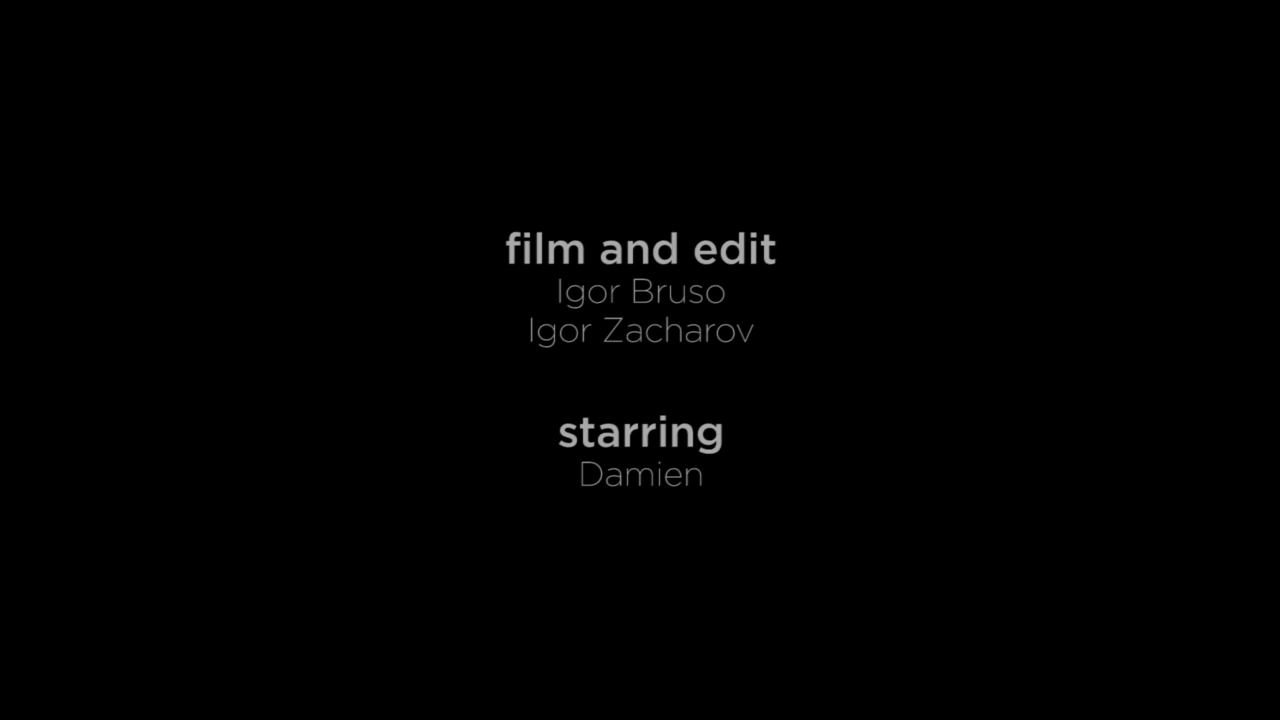 film and edit
Igor Bruso
Igor Zacharov
starring
Damien